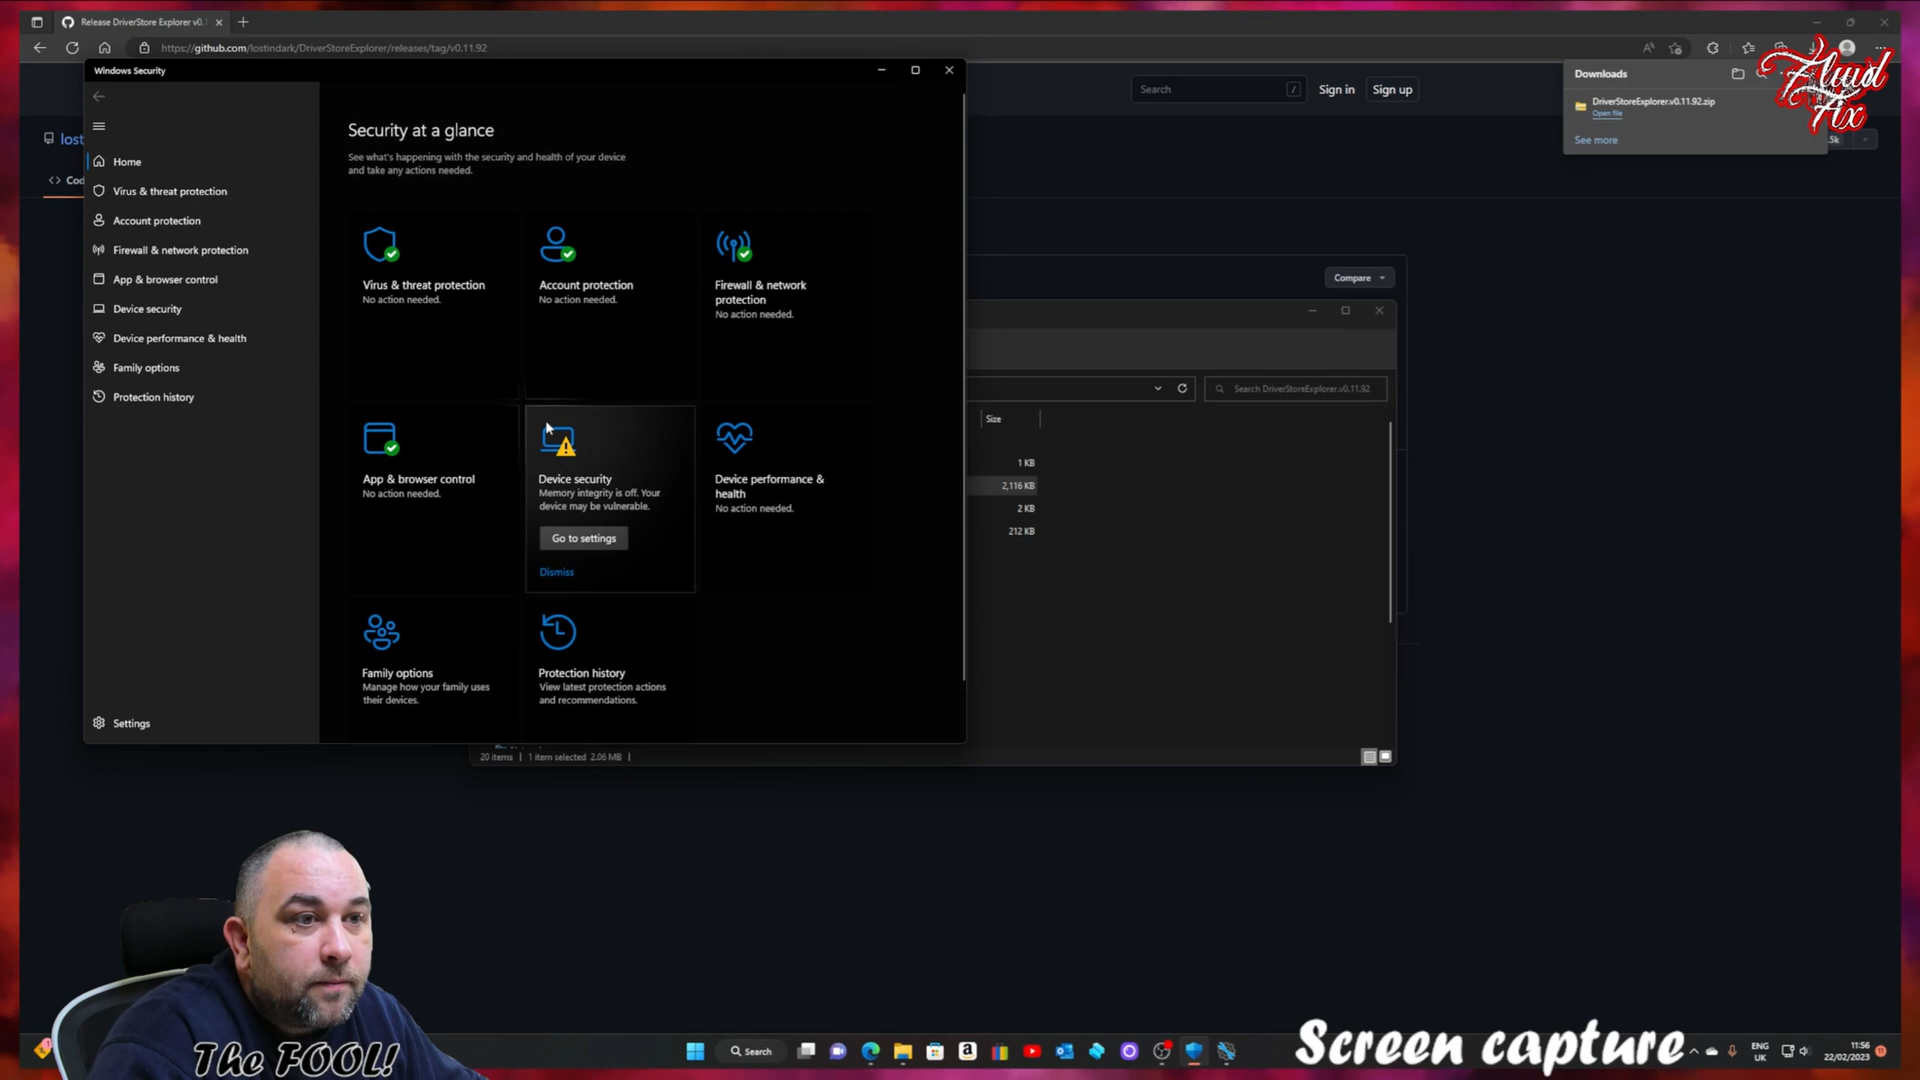 Release DriverStore Explorer v0.1
https://github.com/lostindark/DriverStoreExplorer/releases/tag/v0.11.92
Windows Security
Downloads
DriverStoreExplorer.v0.11.92.zip
Open file
See more
Fluid
Fix
Search
/
Sign in
Sign up
lost
Cod
5k
Home
Virus & threat protection
Account protection
Firewall & network protection
App & browser control
Device security
Device performance & health
Family options
Protection history
Settings
Security at a glance
See what's happening with the security and health of your device
and take any actions needed.
Virus & threat protection
No action needed.
Account protection
No action needed.
Firewall & network
protection
No action needed.
App & browser control
No action needed.
Device security
Memory integrity is off. Your
device may be vulnerable.
Go to settings
Dismiss
Device performance &
health
No action needed.
Family options
Manage how your family uses
their devices.
Protection history
View latest protection actions
and recommendations.
Compare
Search DriverStoreExplorer.v0.11.92
Size
1 KB
2,116 KB
2 KB
212 KB
20 items
1 item selected 2.06 MB
The FOOL!
Search
Screen capture
ENG
UK
11:56
22/02/2023